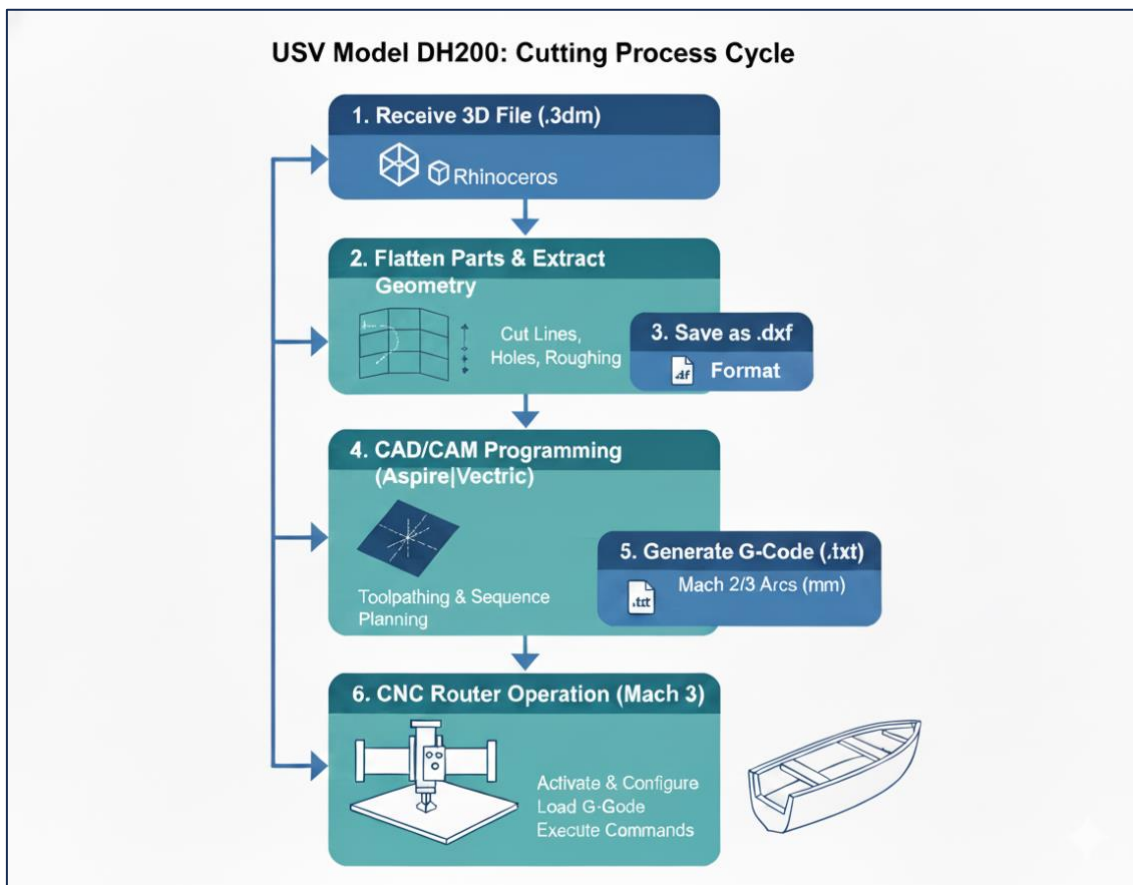 USV Model DH200: Cutting Process Cycle
1. Receive 3D File (.3dm)
Rhinoceros
2. Flatten Parts & Extract
Geometry
Cut Lines,
Holes, Roughing
3. Save as .dxf
.df
Format
4. CAD/CAM Programming
(Aspire|Vectric)
Toolpathing & Sequence
Planning
5. Generate G-Code (.txt)
.txt
Mach 2/3 Arcs (mm)
6. CNC Router Operation (Mach 3)
Activate & Configure
Load G-Gode
Execute Commands